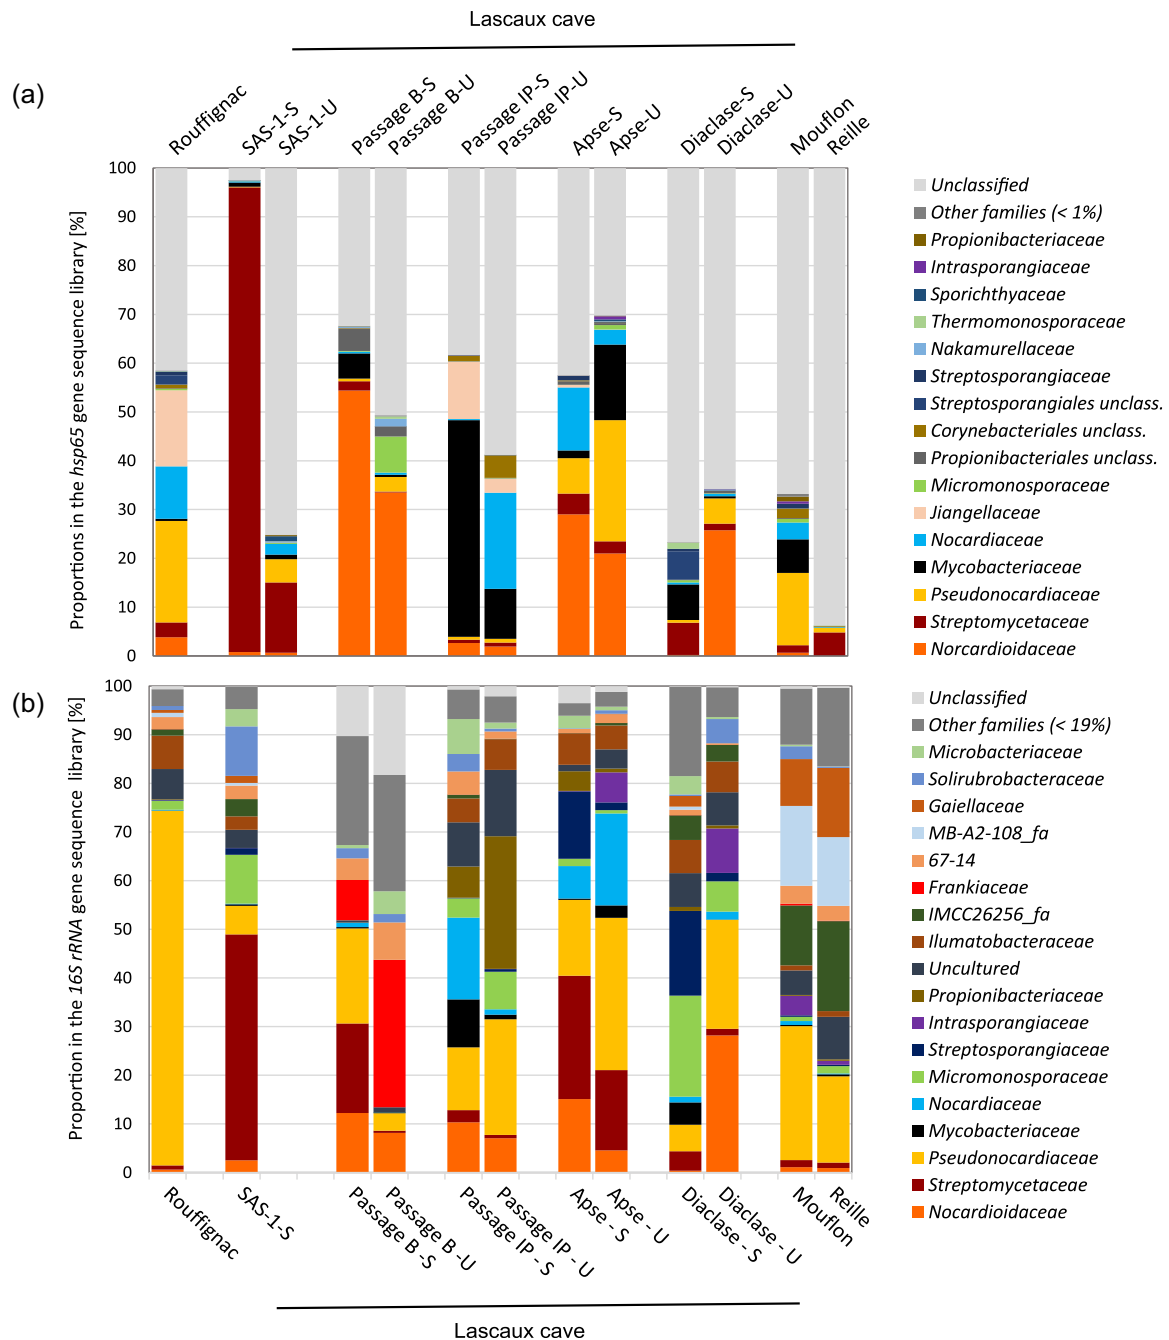 Lascaux cave
(a)
Rouffignac
SAS-1-S
SAS-1-U
Passage B-S
Passage B-U
Passage IP-S
Passage IP-U
Apse-S
Apse-U
Diaclase-S
Diaclase-U
Mouflon
Reille
Proportions in the hsp65 gene sequence library [%]
100
90
80
70
60
50
40
30
20
10
0
Unclassified
Other families (< 1%)
Propionibacteriaceae
Intrasporangiaceae
Sporichthyaceae
Thermomonosporaceae
Nakamurellaceae
Streptosporangiaceae
Streptosporangiales unclass.
Corynebacteriales unclass.
Propionibacteriales unclass.
Micromonosporaceae
Jiangellaceae
Nocardiaceae
Mycobacteriaceae
Pseudonocardiaceae
Streptomycetaceae
Norcardioidaceae
(b)
Proportion in the 16S rRNA gene sequence library [%]
100
90
80
70
60
50
40
30
20
10
0
Unclassified
Other families (< 19%)
Microbacteriaceae
Solirubrobacteraceae
Gaiellaceae
MB-A2-108_fa
67-14
Frankiaceae
IMCC26256_fa
Ilumatobacteraceae
Uncultured
Propionibacteriaceae
Intrasporangiaceae
Streptosporangiaceae
Micromonosporaceae
Nocardiaceae
Mycobacteriaceae
Pseudonocardiaceae
Streptomycetaceae
Nocardioidaceae
Rouffignac
SAS-1-S
Passage B -S
Passage B -U
Passage IP - S
Passage IP - U
Apse - S
Apse - U
Diaclase - S
Diaclase - U
Mouflon
Reille
Lascaux cave